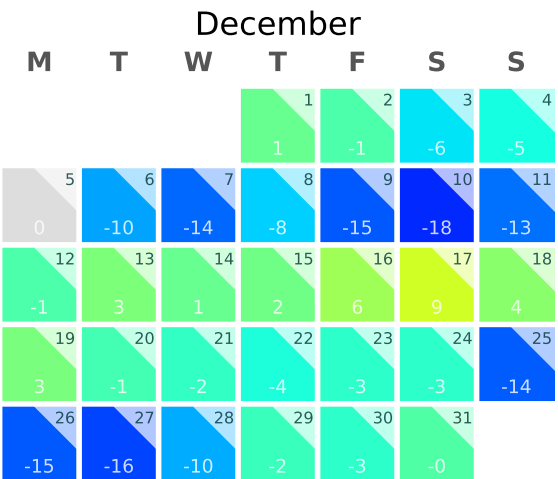 December
M T W T F S S
1 2 3 4
1 -1 -6 -5
5 6 7 8 9 10 11
0 -10 -14 -8 -15 -18 -13
12 13 14 15 16 17 18
-1 3 1 2 6 9 4
19 20 21 22 23 24 25
3 -1 -2 -4 -3 -3 -14
26 27 28 29 30 31
-15 -16 -10 -2 -3 -0